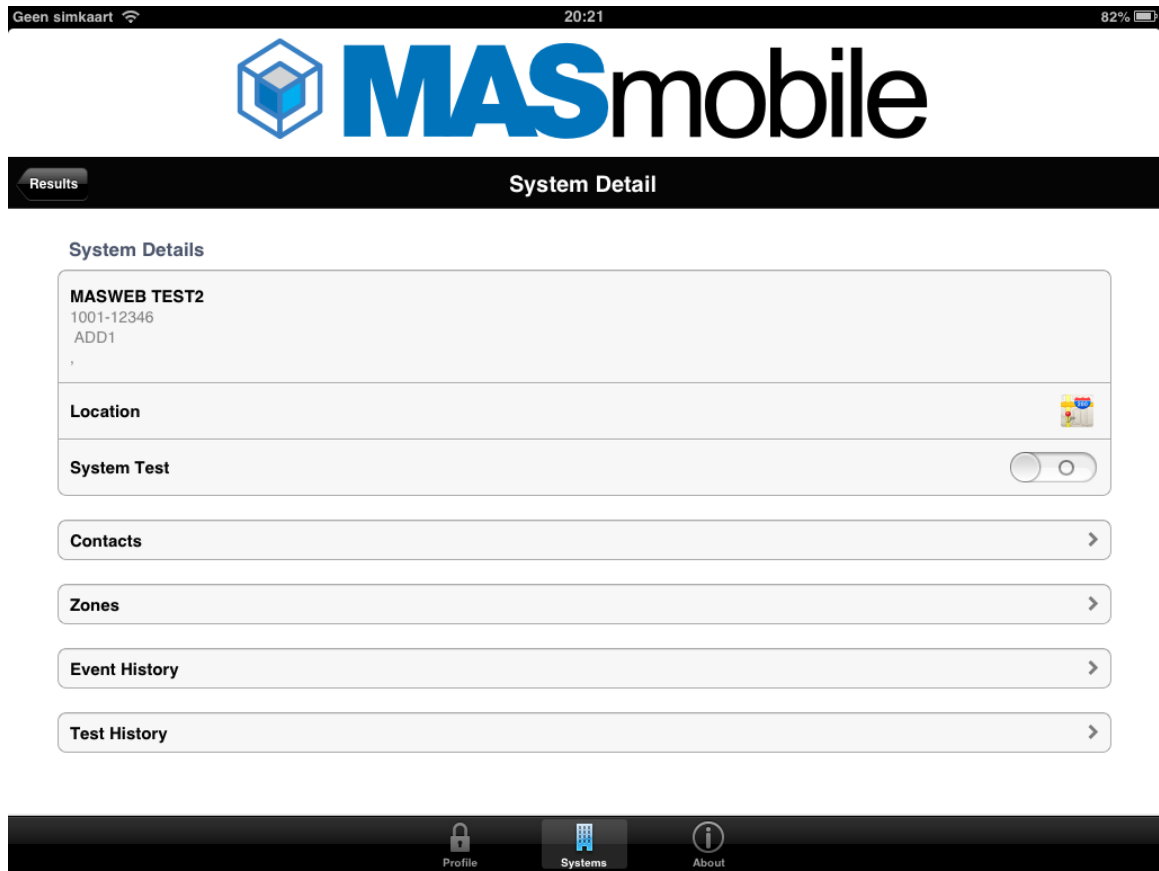 Geen simkaart 20:21 82%
MASmobile
Results System Detail
System Details
MASWEB TEST2
1001-12346
ADD1
,
Location
280
System Test
Contacts
Zones
Event History
Test History
Profile Systems About